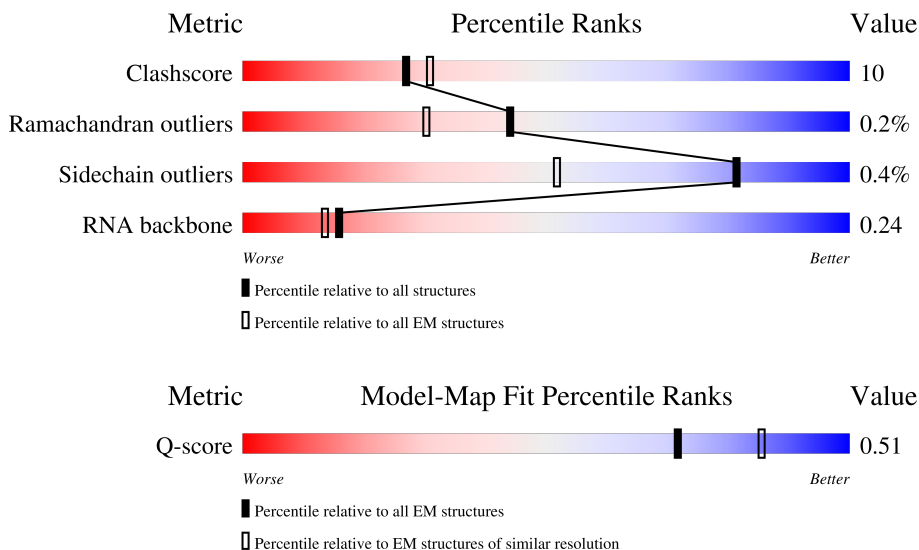 Metric Percentile Ranks Value
Clashscore 10
Ramachandran outliers 0.2%
Sidechain outliers 0.4%
RNA backbone 0.24
Worse Better
Percentile relative to all structures
Percentile relative to all EM structures
Metric Model-Map Fit Percentile Ranks Value
Q-score 0.51
Worse Better
Percentile relative to all EM structures
Percentile relative to EM structures of similar resolution